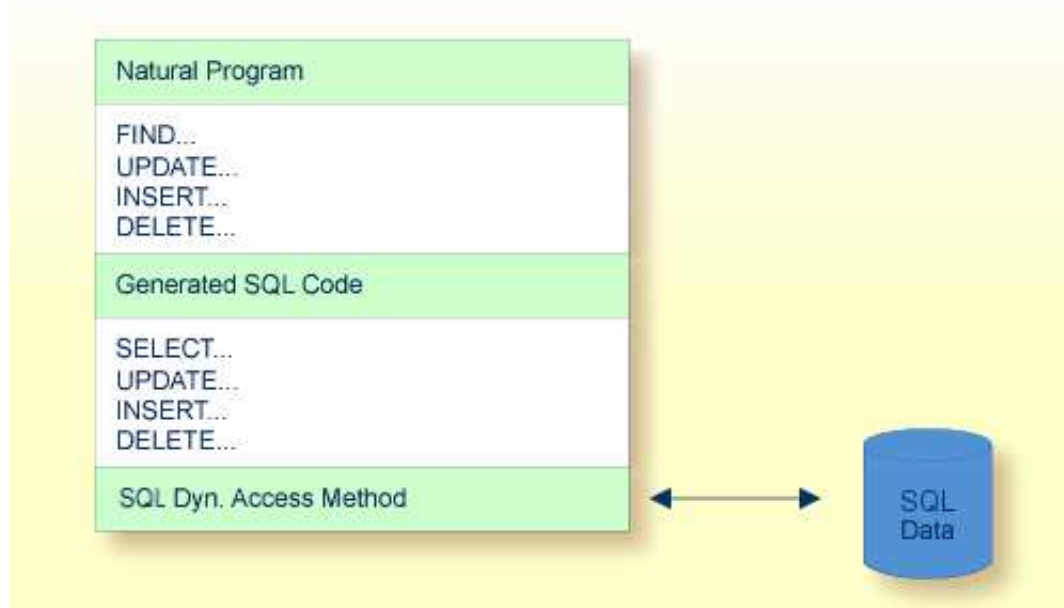 Natural Program
FIND...
UPDATE...
INSERT...
DELETE...
Generated SQL Code
SELECT...
UPDATE...
INSERT...
DELETE...
SQL Dyn. Access Method
SQL
Data